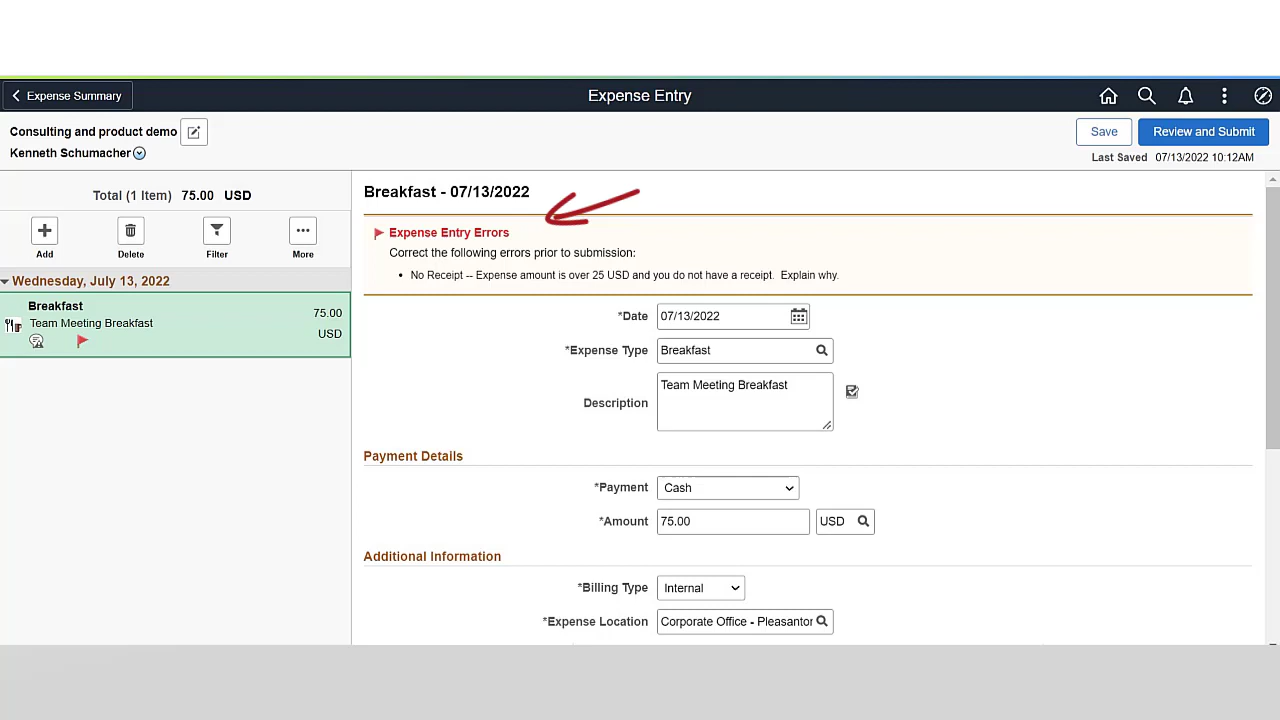 Expense Summary
Expense Entry
Consulting and product demo
Kenneth Schumacher
Save
Review and Submit
Last Saved 07/13/2022 10:12AM
Total (1 Item) 75.00 USD
Add
Delete
Filter
More
Wednesday, July 13, 2022
Breakfast
75.00
Team Meeting Breakfast
USD
Breakfast - 07/13/2022
Expense Entry Errors
Correct the following errors prior to submission:
• No Receipt -- Expense amount is over 25 USD and you do not have a receipt. Explain why.
*Date 07/13/2022
*Expense Type Breakfast
Description Team Meeting Breakfast
Payment Details
*Payment Cash
*Amount 75.00 USD
Additional Information
*Billing Type Internal
*Expense Location Corporate Office - Pleasantor